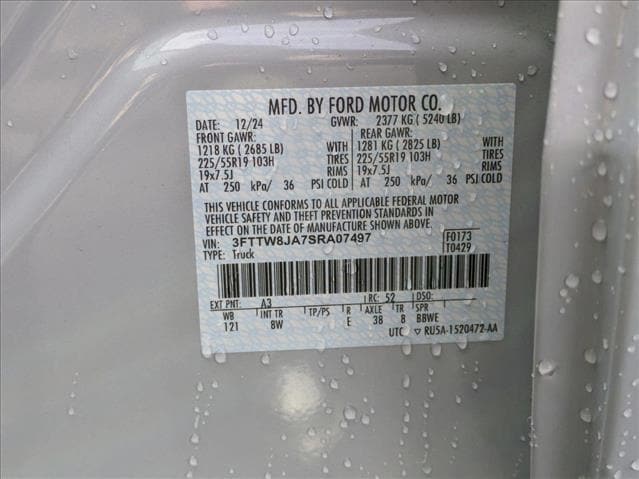 MFD. BY FORD MOTOR CO.
DATE: 12/24 GVWR: 2377 KG ( 5240 LB)
FRONT GAWR: REAR GAWR:
1218 KG ( 2685 LB) WITH 1281 KG ( 2825 LB) WITH
225/55R19 103H TIRES 225/55R19 103H TIRES
19x7.5J RIMS 19x7.5J RIMS
AT 250 kPa/ 36 PSI COLD AT 250 kPa/ 36 PSI COLD
THIS VEHICLE CONFORMS TO ALL APPLICABLE FEDERAL MOTOR
VEHICLE SAFETY AND THEFT PREVENTION STANDARDS IN
EFFECT ON THE DATE OF MANUFACTURE SHOWN ABOVE.
VIN: 3FTTW8JA7SRA07497 F0173
TYPE: Truck T0429
EXT PNT: A3 RC: 52 DSO:
WB INT TR TP/PS R AXLE TR SPR
121 8W E 38 8 BBWE
UTC ▽ RU5A-1520472-AA